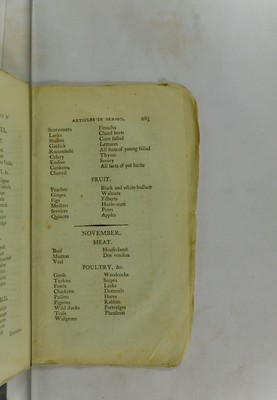 ARTICLES IN SEASON. 285
Scorzonera Finocha
Leeks Chard beets
Shallots Corn sallad
Garlick Lettuces
Rocombole All sorts of young sallad
Celery Thyme
Endive Savory
Cardoons All sorts of pot herbs
Chervil
FRUIT.
Peaches Black and white bullace
Grapes Walnuts
Figs Filberts
Medlars Hazle-nuts
Services Pears
Quinces Apples
NOVEMBER.
MEAT.
Beef House-lamb
Mutton Doe venison
Veal
POULTRY, &c.
Geese Woodcocks
Turkies Snipes
Fowls Larks
Chickens Dotterels
Pullets Hares
Pigeons Rabbits
Wild ducks Partridges
Teals Pheasants
Widgeons